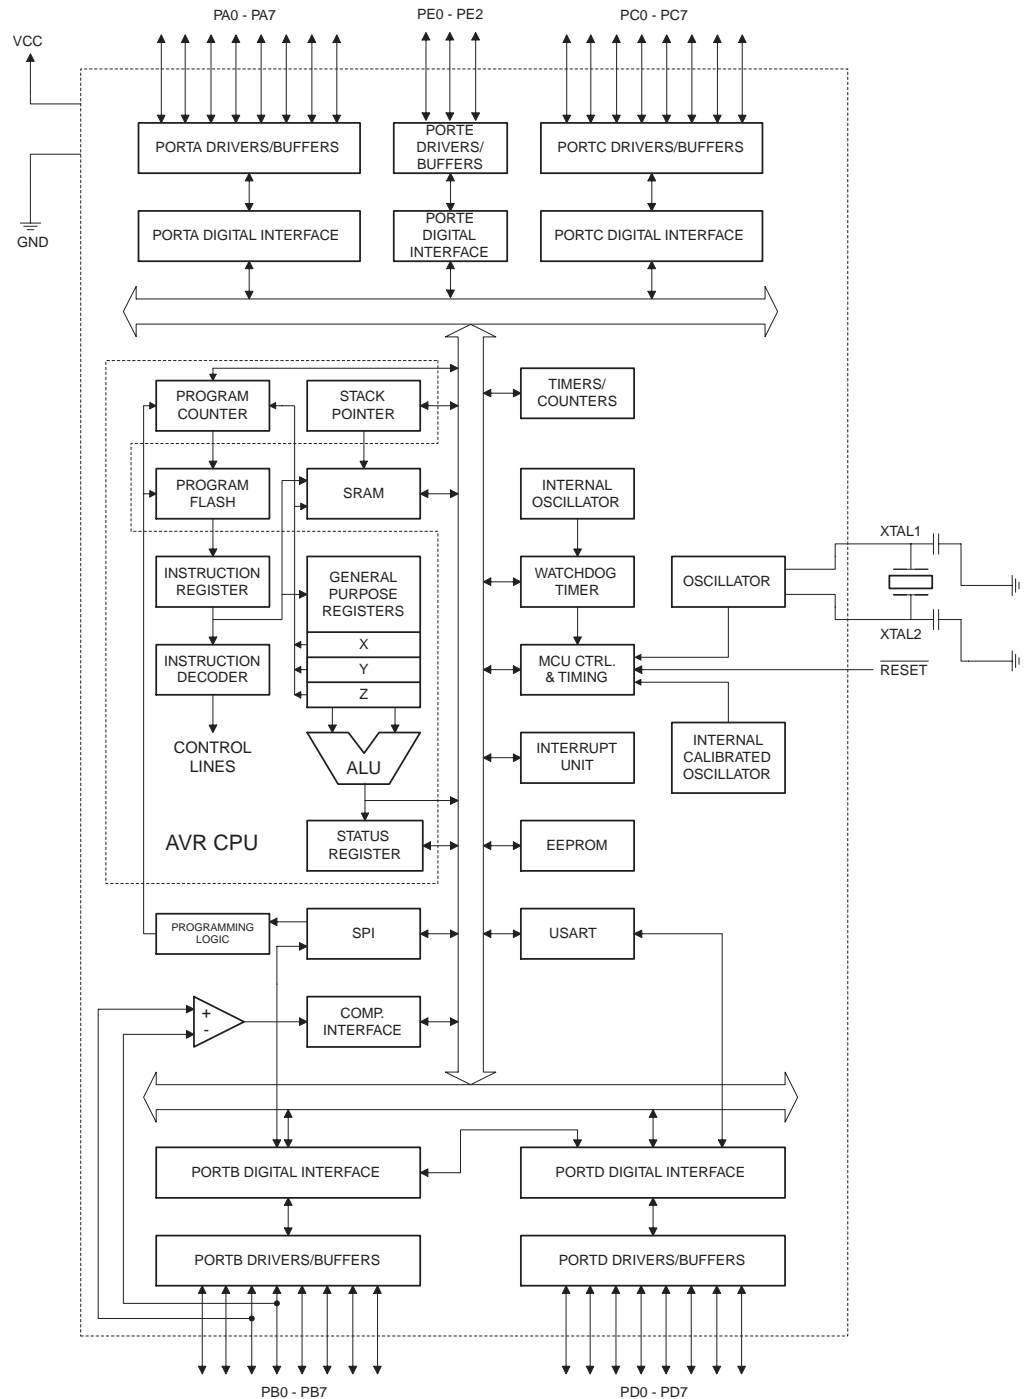 PA0 - PA7
PE0 - PE2
PC0 - PC7
VCC
PORTA DRIVERS/BUFFERS
PORTE
DRIVERS/
BUFFERS
PORTC DRIVERS/BUFFERS
GND
PORTA DIGITAL INTERFACE
PORTE
DIGITAL
INTERFACE
PORTC DIGITAL INTERFACE
PROGRAM
COUNTER
STACK
POINTER
TIMERS/
COUNTERS
PROGRAM
FLASH
SRAM
INTERNAL
OSCILLATOR
XTAL1
INSTRUCTION
REGISTER
GENERAL
PURPOSE
REGISTERS
WATCHDOG
TIMER
OSCILLATOR
XTAL2
X
Y
Z
INSTRUCTION
DECODER
MCU CTRL.
& TIMING
RESET
CONTROL
LINES
ALU
INTERRUPT
UNIT
INTERNAL
CALIBRATED
OSCILLATOR
AVR CPU
STATUS
REGISTER
EEPROM
PROGRAMMING
LOGIC
SPI
USART
+
-
COMP.
INTERFACE
PORTB DIGITAL INTERFACE
PORTD DIGITAL INTERFACE
PORTB DRIVERS/BUFFERS
PORTD DRIVERS/BUFFERS
PB0 - PB7
PD0 - PD7